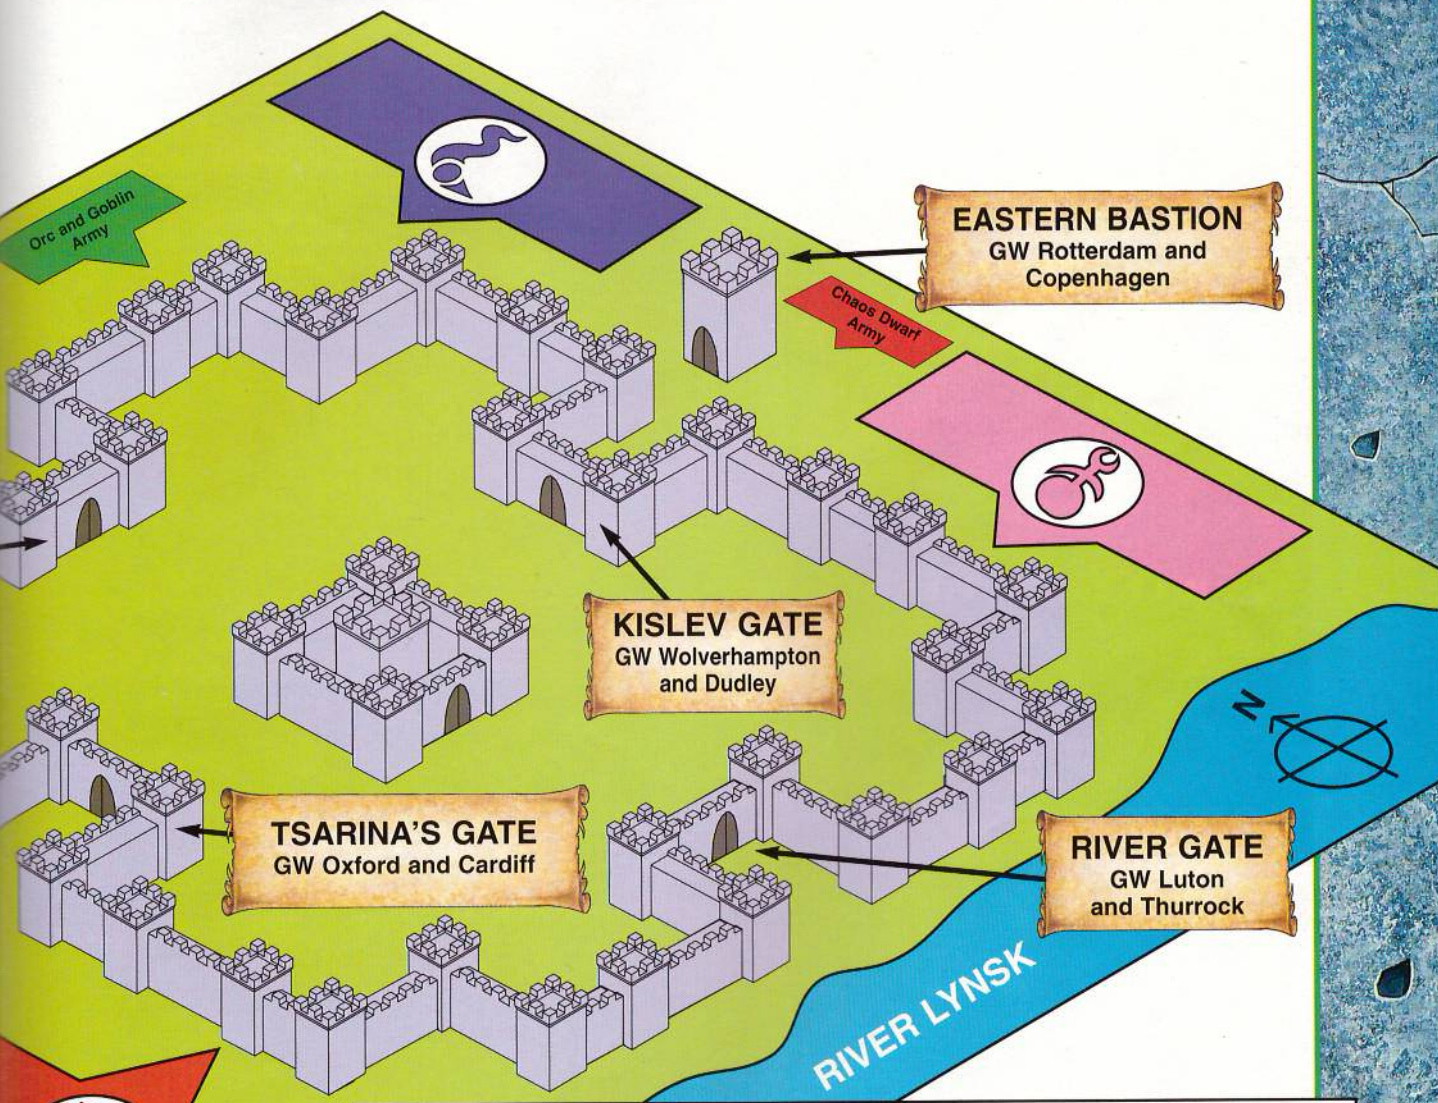 Orc and Goblin
Army
EASTERN BASTION
GW Rotterdam and
Copenhagen
Chaos Dwarf
Army
KISLEV GATE
GW Wolverhampton
and Dudley
N
TSARINA'S GATE
GW Oxford and Cardiff
RIVER GATE
GW Luton
and Thurrock
RIVER LYNSK